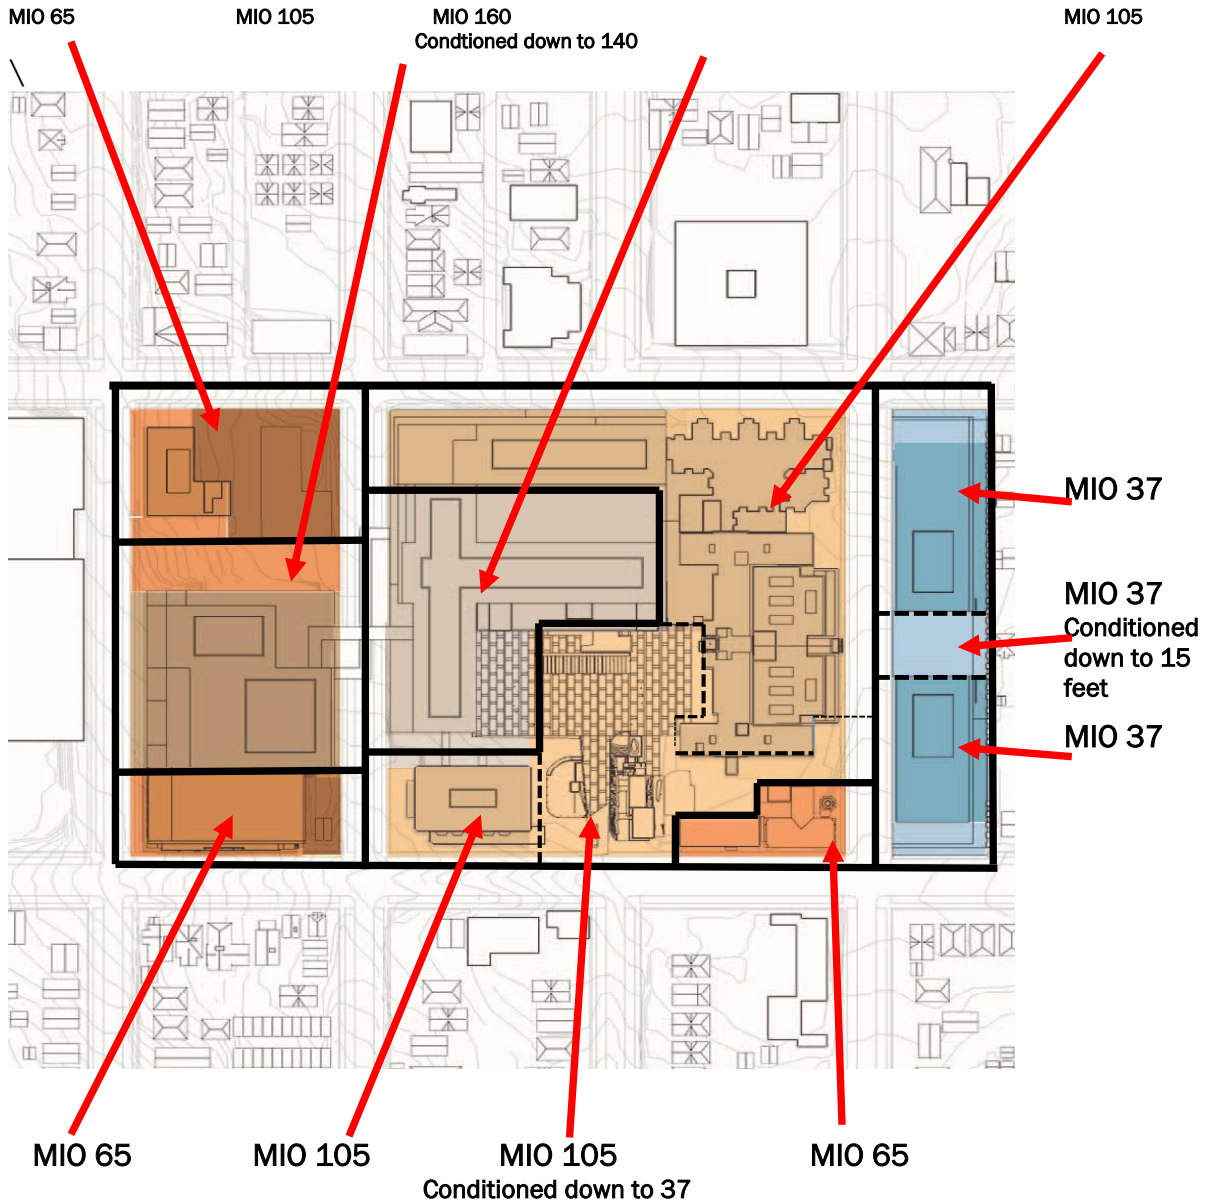 MIO 65
MIO 105
MIO 160
Condtioned down to 140
MIO 105
\
MIO 37
MIO 37
Conditioned
down to 15
feet
MIO 37
MIO 65
MIO 105
MIO 105
Conditioned down to 37
MIO 65